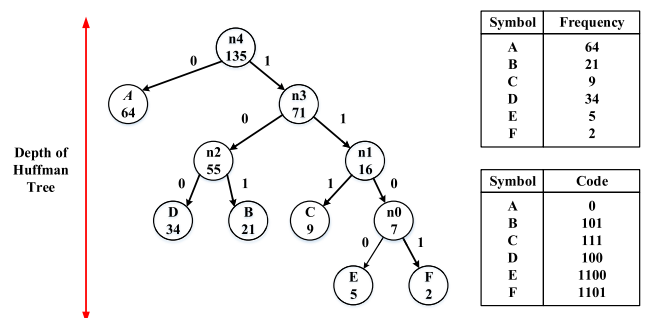 n4
135
0
1
A
64
n3
71
0
1
n2
55
n1
16
0
1
1
0
D
34
B
21
C
9
n0
7
0
1
E
5
F
2
Depth of
Huffman
Tree
Symbol Frequency
A 64
B 21
C 9
D 34
E 5
F 2
Symbol Code
A 0
B 101
C 111
D 100
E 1100
F 1101